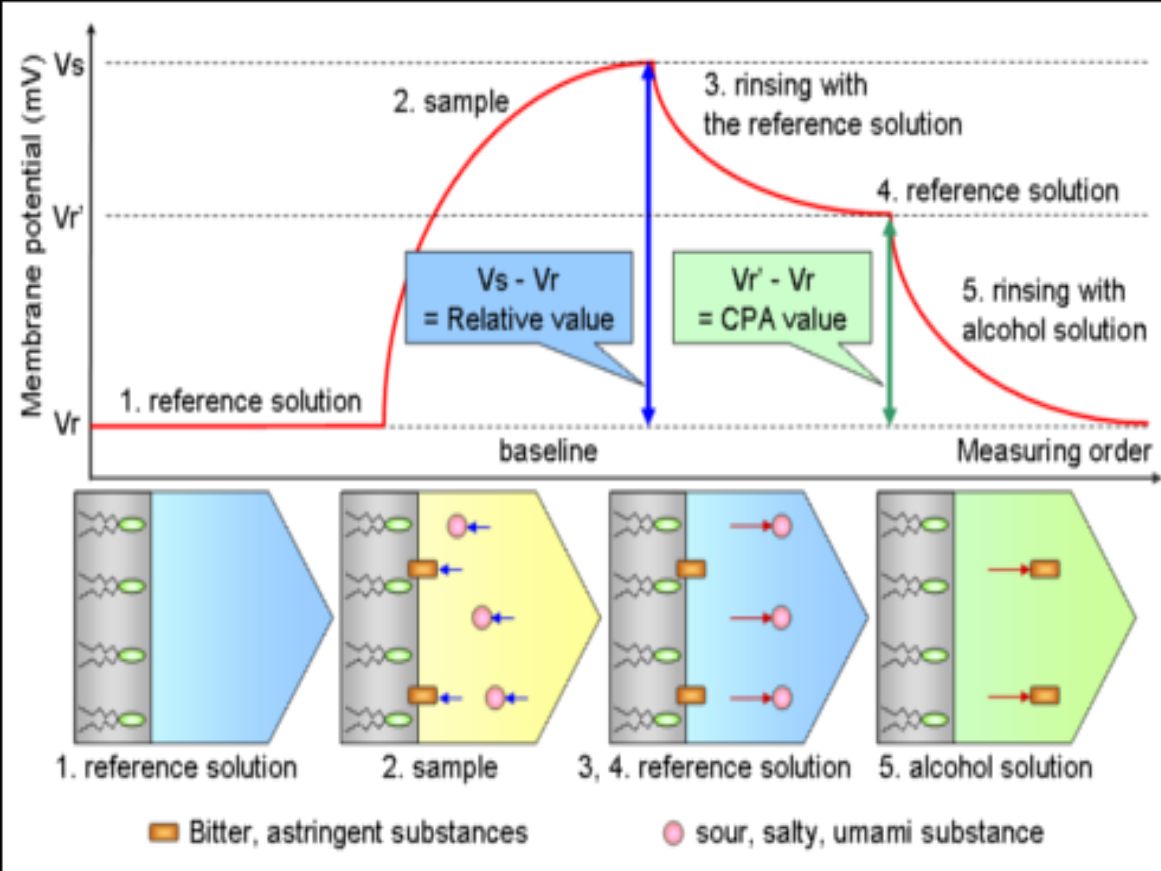 Membrane potential (mV)
Vs
2. sample
3. rinsing with
the reference solution
Vr'
4. reference solution
Vs - Vr
= Relative value
Vr' - Vr
= CPA value
5. rinsing with
alcohol solution
1. reference solution
Vr
baseline
Measuring order
1. reference solution
2. sample
3, 4. reference solution
5. alcohol solution
Bitter, astringent substances
sour, salty, umami substance